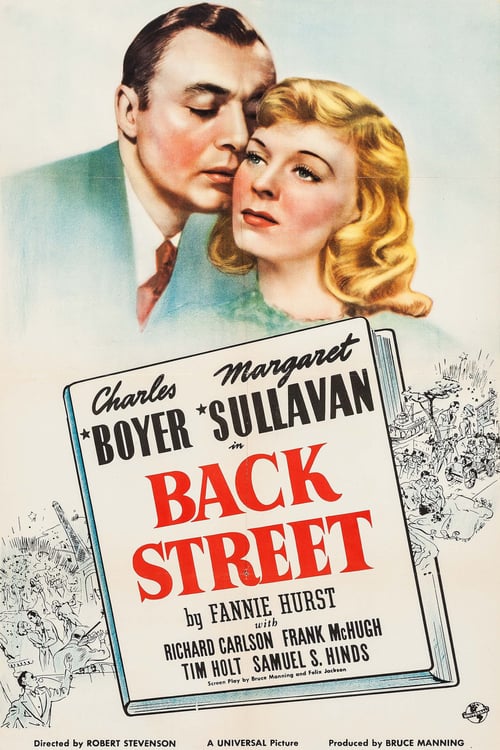 Charles Margaret
*BOYER *SULLAVAN
in
BACK
STREET
by FANNIE HURST
with
RICHARD CARLSON FRANK McHUGH
TIM HOLT SAMUEL S. HINDS
Screen Play by Bruce Manning and Felix Jackson
Directed by ROBERT STEVENSON A UNIVERSAL Picture Produced by BRUCE MANNING